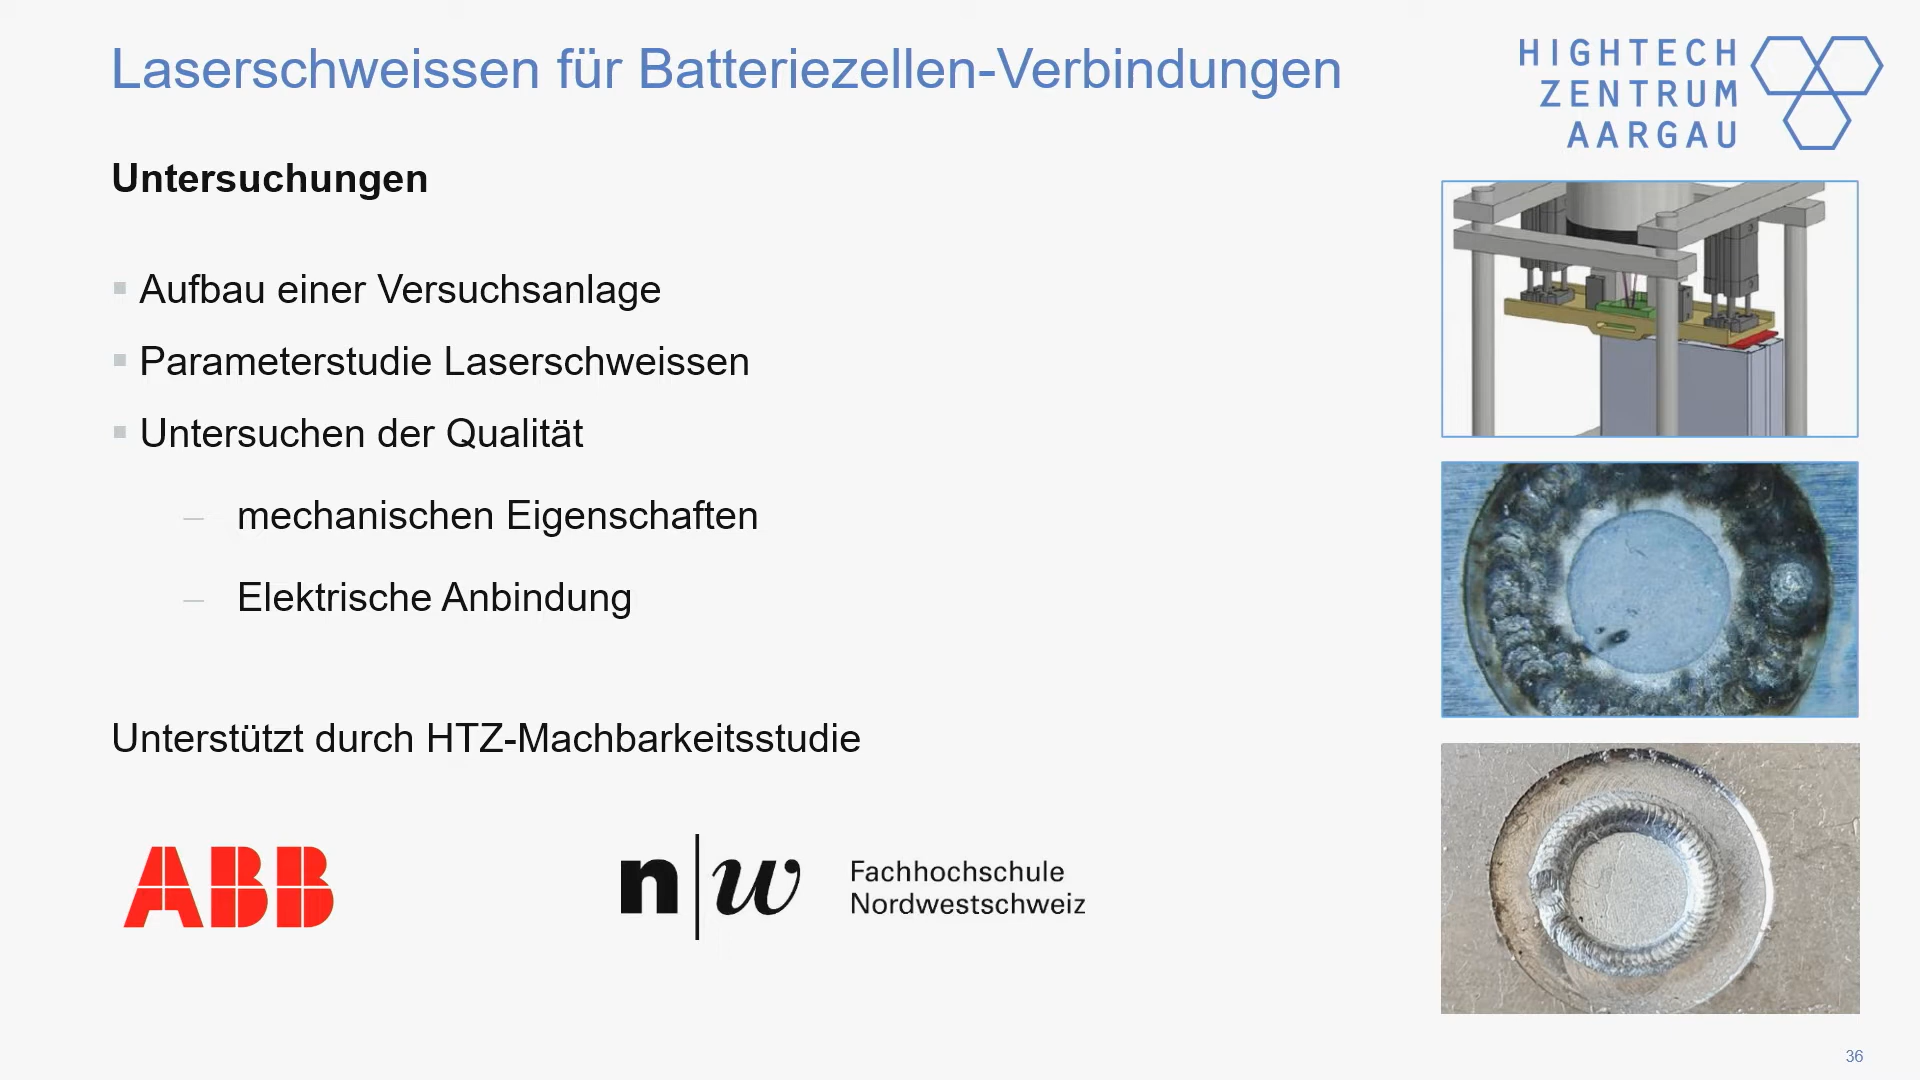 Laserschweissen für Batteriezellen-Verbindungen
HIGHTECH
ZENTRUM
AARGAU
Untersuchungen
Aufbau einer Versuchsanlage
Parameterstudie Laserschweissen
Untersuchen der Qualität
– mechanischen Eigenschaften
– Elektrische Anbindung
Unterstützt durch HTZ-Machbarkeitsstudie
ABB
n|w
Fachhochschule
Nordwestschweiz
36